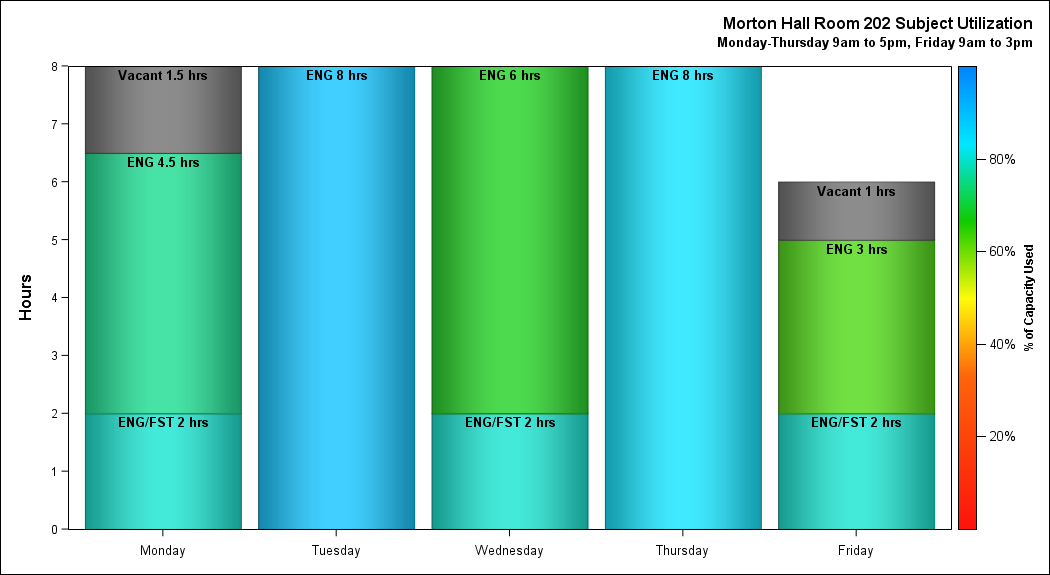 Morton Hall Room 202 Subject Utilization
Monday-Thursday 9am to 5pm, Friday 9am to 3pm
Hours
8
7
6
5
4
3
2
1
0
Vacant 1.5 hrs
ENG 4.5 hrs
ENG/FST 2 hrs
ENG 8 hrs
ENG 6 hrs
ENG/FST 2 hrs
ENG 8 hrs
Vacant 1 hrs
ENG 3 hrs
ENG/FST 2 hrs
Monday
Tuesday
Wednesday
Thursday
Friday
80%
60%
40%
20%
% of Capacity Used